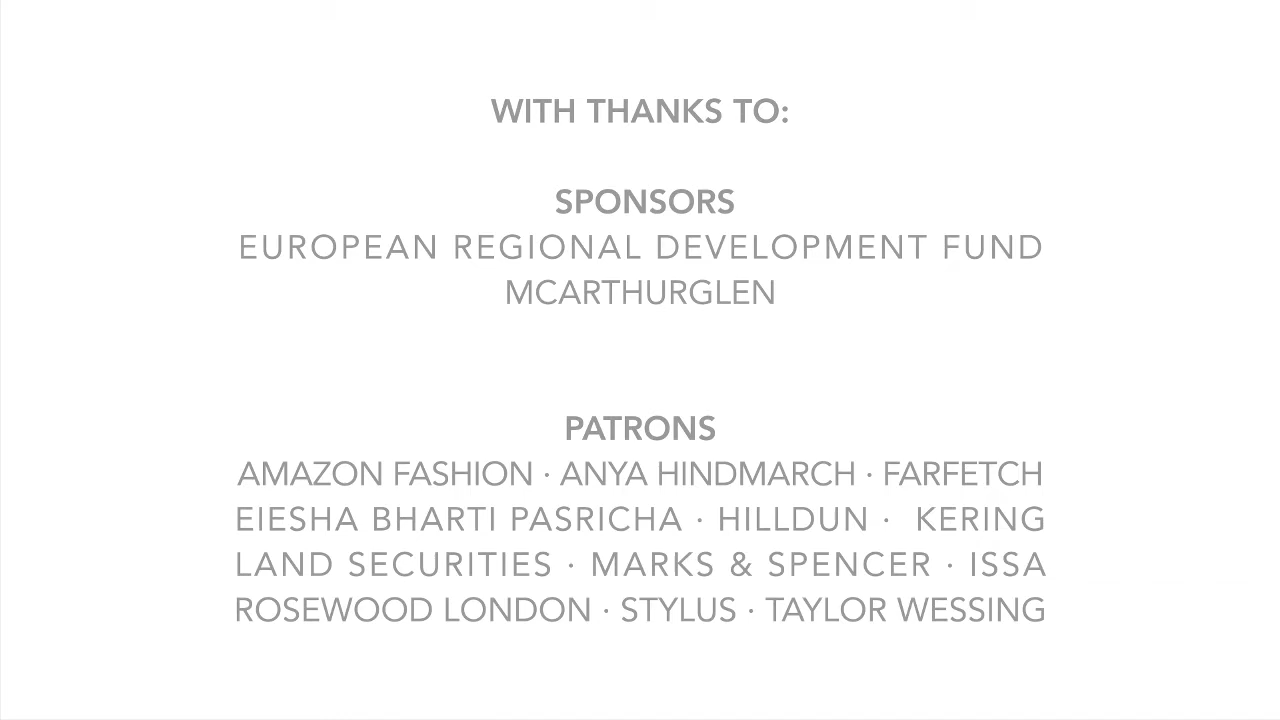 WITH THANKS TO:
SPONSORS
EUROPEAN REGIONAL DEVELOPMENT FUND
MCARTHURGLEN
PATRONS
AMAZON FASHION · ANYA HINDMARCH · FARFETCH
EIESHA BHARTI PASRICHA · HILLDUN · KERING
LAND SECURITIES · MARKS & SPENCER · ISSA
ROSEWOOD LONDON · STYLUS · TAYLOR WESSING